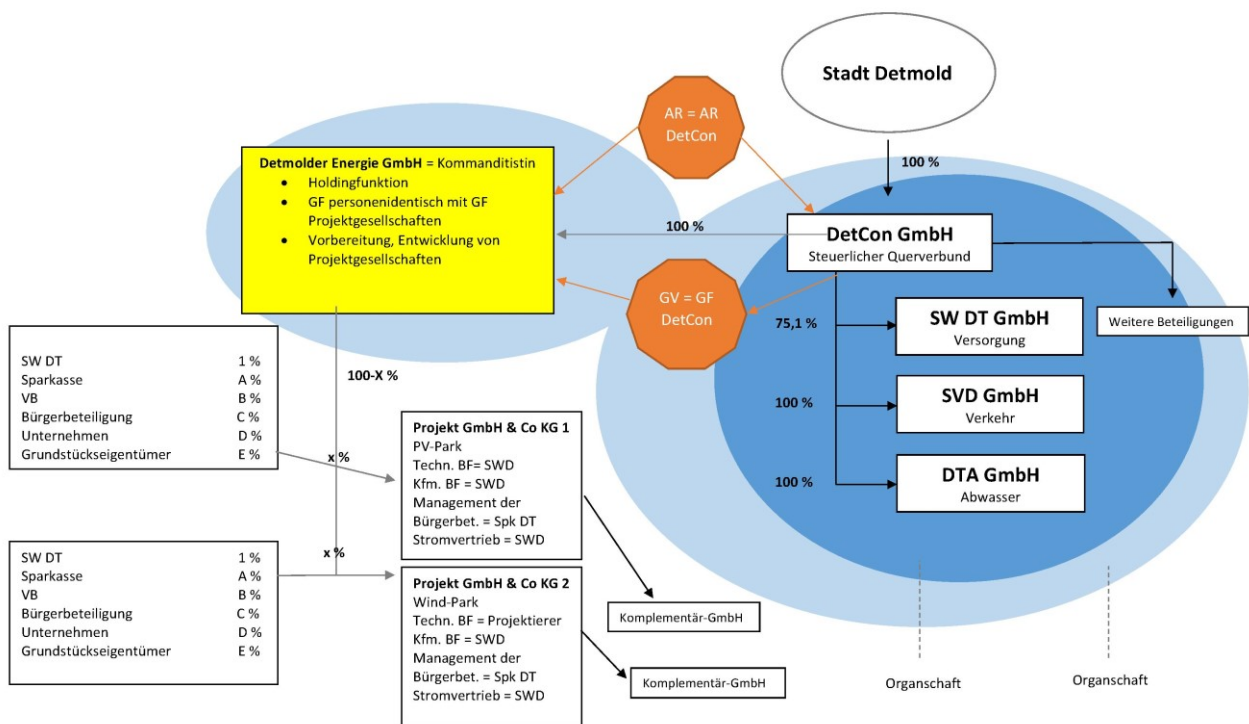 Stadt Detmold
AR = AR
DetCon
100 %
Detmolder Energie GmbH = Kommanditistin
● Holdingfunktion
● GF personenidentisch mit GF
Projektgesellschaften
● Vorbereitung, Entwicklung von
Projektgesellschaften
100 %
DetCon GmbH
Steuerlicher Querverbund
GV = GF
DetCon
75,1 %
SW DT GmbH
Versorgung
Weitere Beteiligungen
100 %
SVD GmbH
Verkehr
100 %
DTA GmbH
Abwasser
100-X %
SW DT 1 %
Sparkasse A %
VB B %
Bürgerbeteiligung C %
Unternehmen D %
Grundstückseigentümer E %
x %
Projekt GmbH & Co KG 1
PV-Park
Techn. BF= SWD
Kfm. BF = SWD
Management der
Bürgerbet. = Spk DT
Stromvertrieb = SWD
SW DT 1 %
Sparkasse A %
VB B %
Bürgerbeteiligung C %
Unternehmen D %
Grundstückseigentümer E %
x %
Projekt GmbH & Co KG 2
Wind-Park
Techn. BF = Projektierer
Kfm. BF = SWD
Management der
Bürgerbet. = Spk DT
Stromvertrieb = SWD
Komplementär-GmbH
Komplementär-GmbH
Organschaft
Organschaft